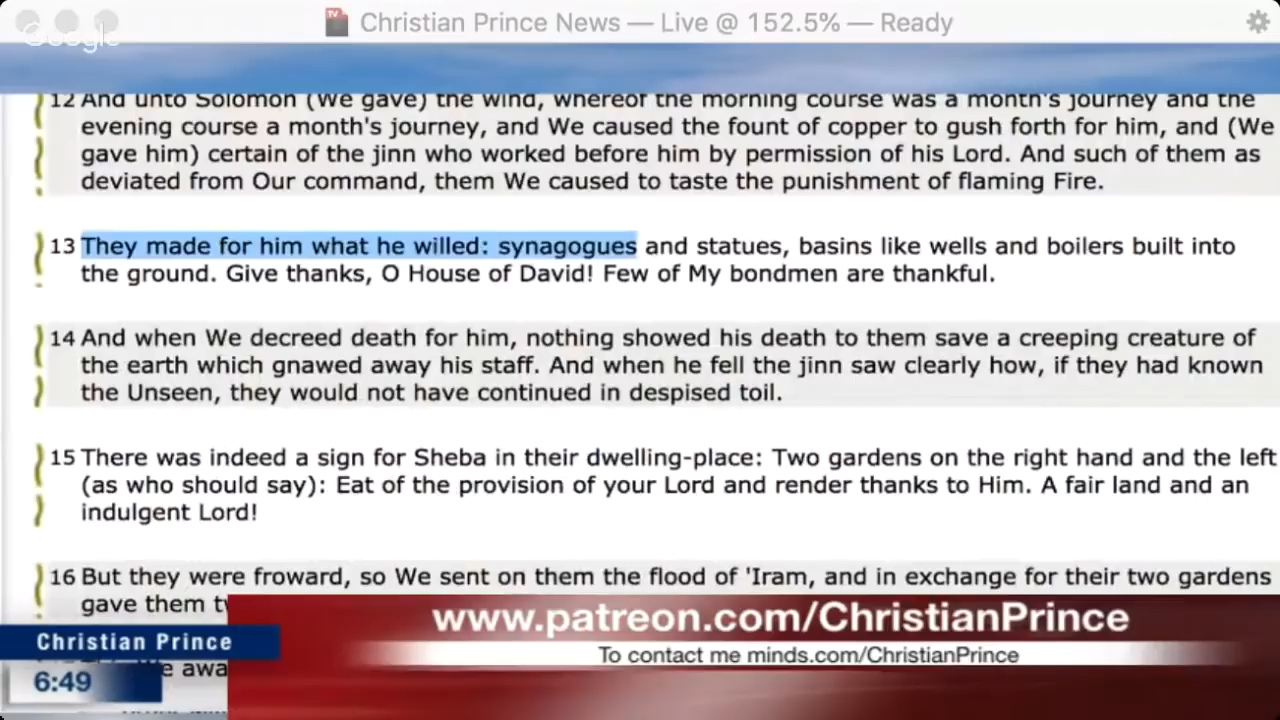 Christian Prince News — Live @ 152.5% — Ready
Google
12 And unto Solomon (We gave) the wind, whereof the morning course was a month's journey and the
evening course a month's journey, and We caused the fount of copper to gush forth for him, and (We
gave him) certain of the jinn who worked before him by permission of his Lord. And such of them as
deviated from Our command, them We caused to taste the punishment of flaming Fire.
13 They made for him what he willed: synagogues and statues, basins like wells and boilers built into
the ground. Give thanks, O House of David! Few of My bondmen are thankful.
14 And when We decreed death for him, nothing showed his death to them save a creeping creature of
the earth which gnawed away his staff. And when he fell the jinn saw clearly how, if they had known
the Unseen, they would not have continued in despised toil.
15 There was indeed a sign for Sheba in their dwelling-place: Two gardens on the right hand and the left
(as who should say): Eat of the provision of your Lord and render thanks to Him. A fair land and an
indulgent Lord!
16 But they were froward, so We sent on them the flood of 'Iram, and in exchange for their two gardens
gave them
www.patreon.com/ChristianPrince
Christian Prince
To contact me minds.com/ChristianPrince
6:49